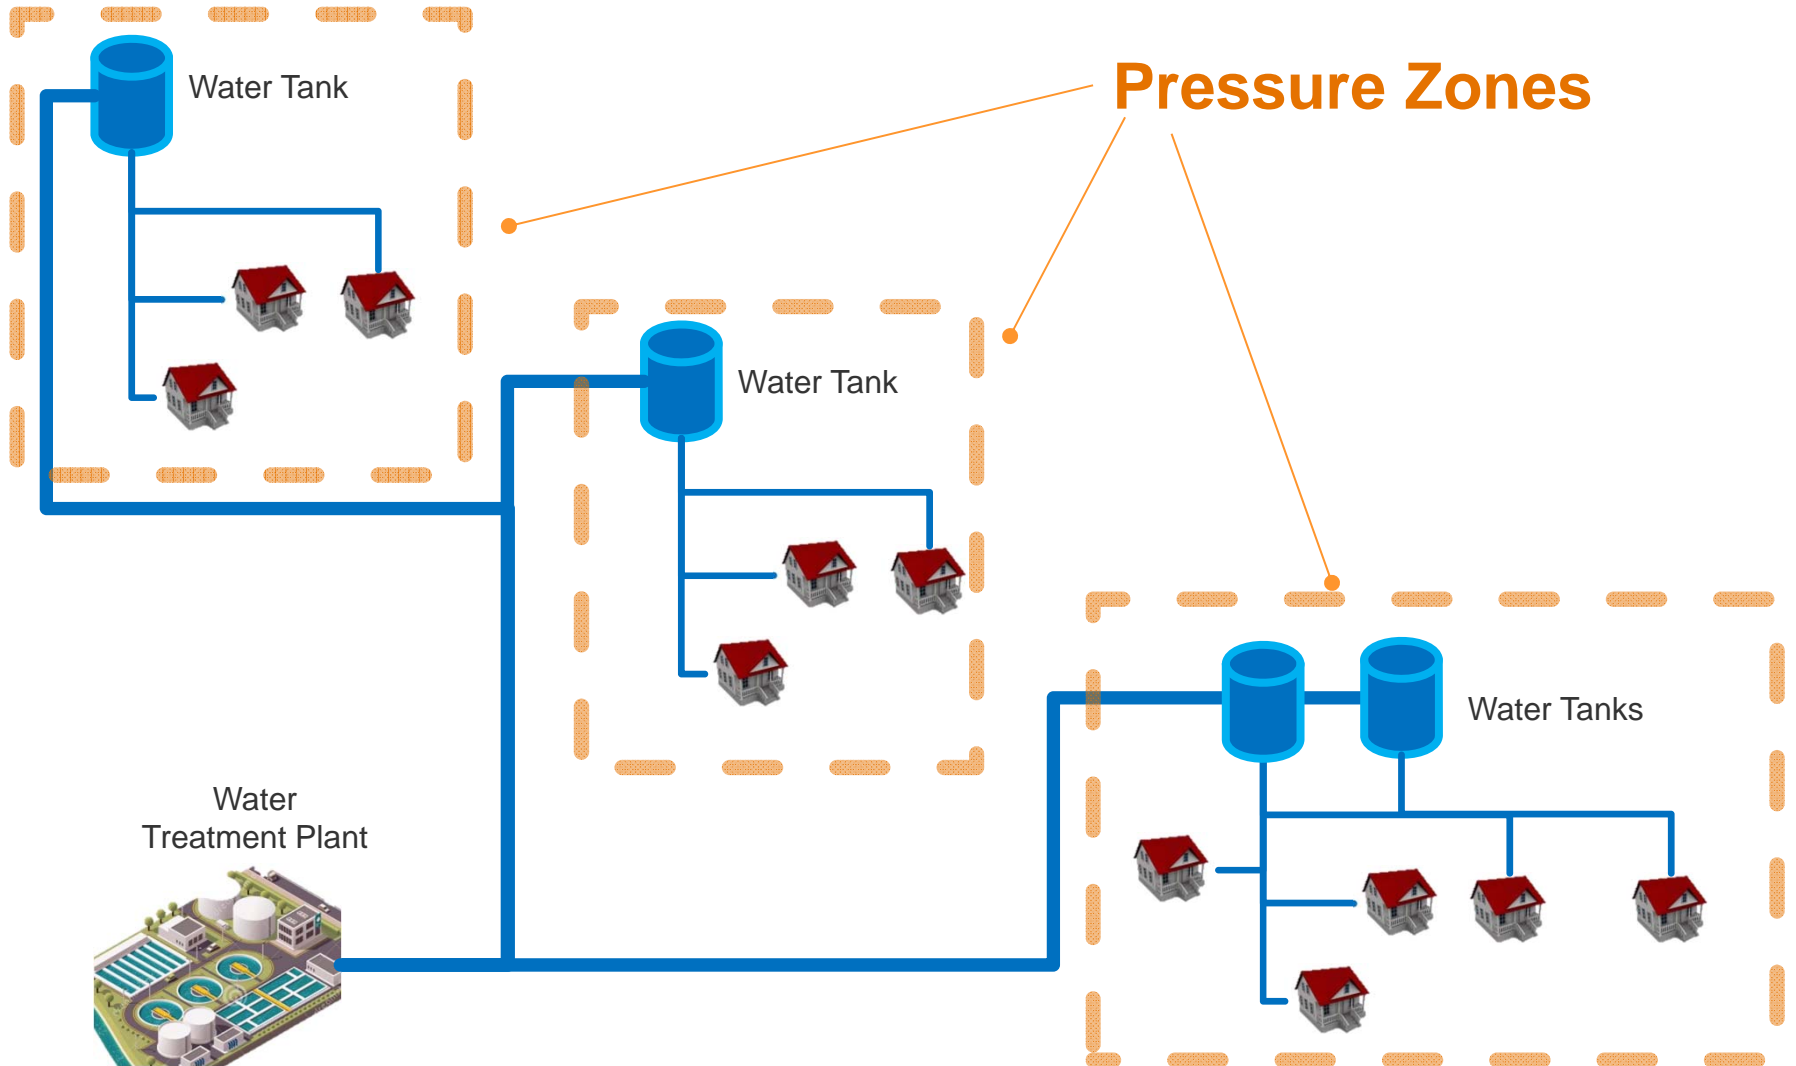 Water Tank
Pressure Zones
Water Tank
Water Tanks
Water
Treatment Plant